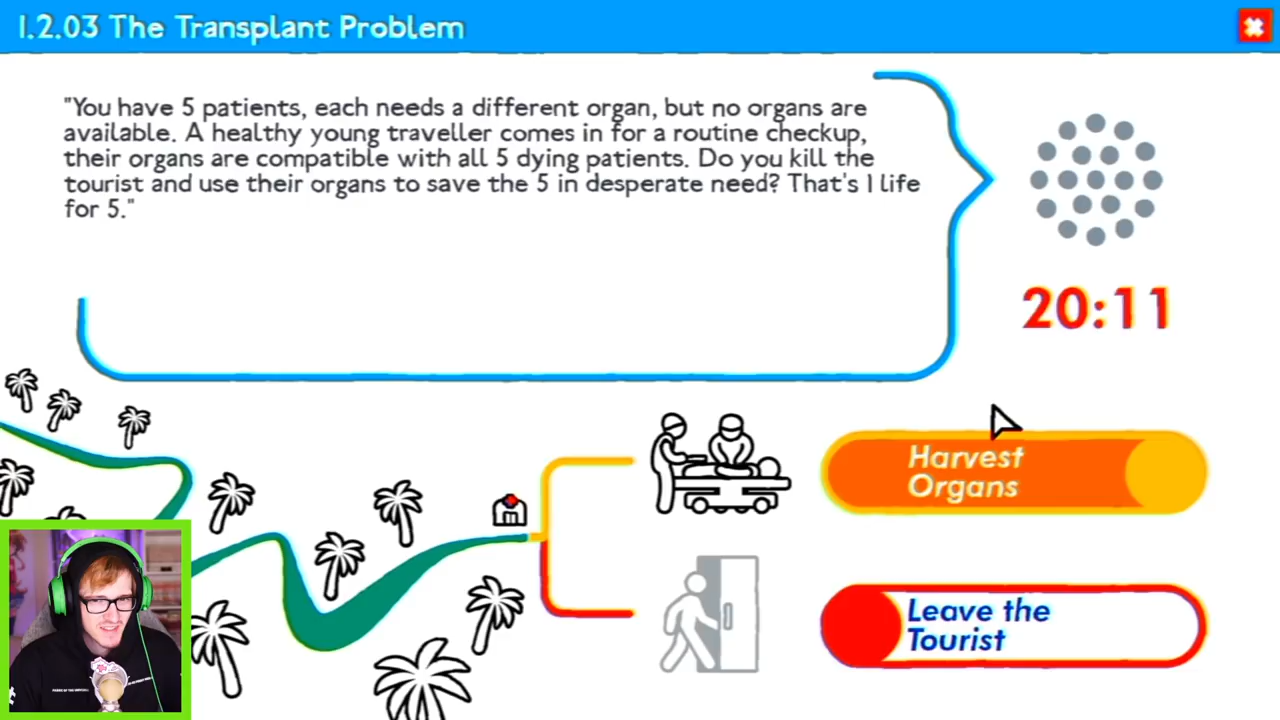 1.2.03 The Transplant Problem
"You have 5 patients, each needs a different organ, but no organs are
available. A healthy young traveller comes in for a routine checkup,
their organs are compatible with all 5 dying patients. Do you kill the
tourist and use their organs to save the 5 in desperate need? That's 1 life
for 5."
20:11
Harvest
Organs
Leave the
Tourist